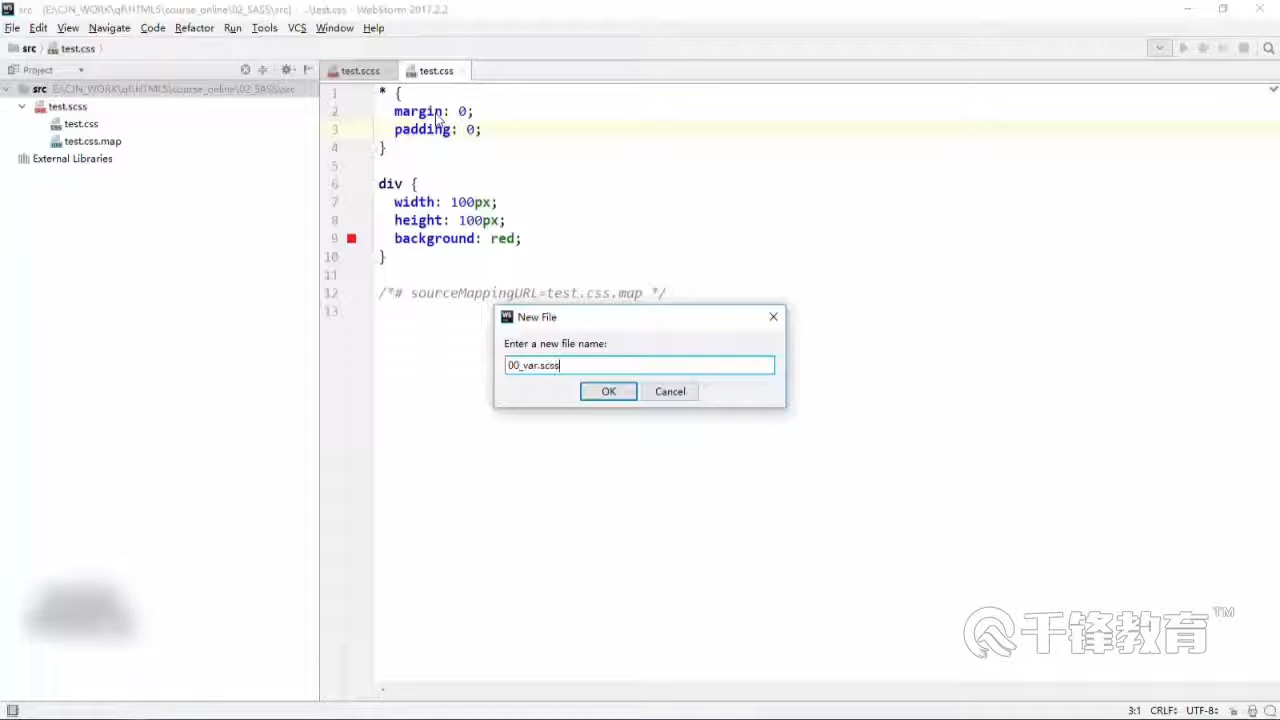 src [E:\CJN_WORK\qf\HTML5\course_online\02_SASS\src] - ...\test.css - WebStorm 2017.2.2
File Edit View Navigate Code Refactor Run Tools VCS Window Help
src test.css
Project
test.scss test.css
src E:\CJN_WORK\qf\HTML5\course_online\02_SASS\src
test.scss
test.css
test.css.map
External Libraries
1 * {
2 margin: 0;
3 padding: 0;
4 }
5
6 div {
7 width: 100px;
8 height: 100px;
9 background: red;
10 }
11
12 /*# sourceMappingURL=test.css.map */
13
New File
Enter a new file name:
00_var.scss
OK Cancel
千锋教育™
3:1 CRLF÷ UTF-8÷